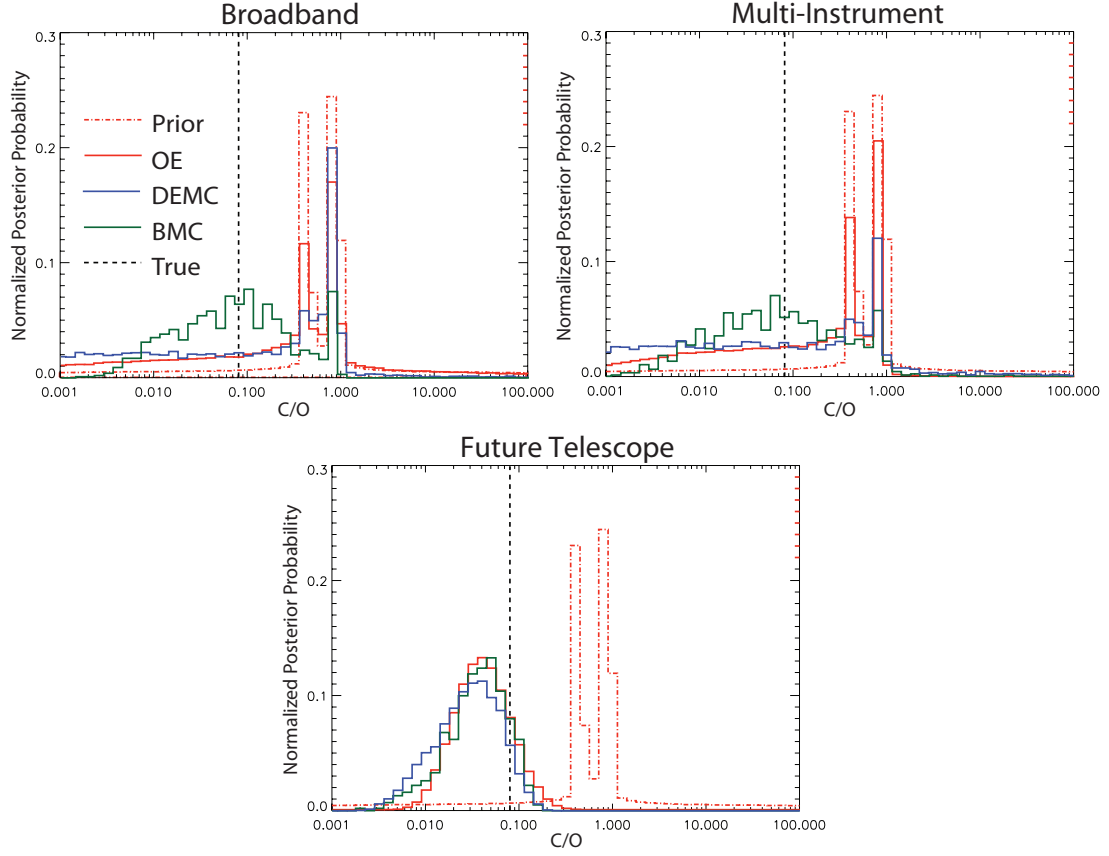 Broadband
Normalized Posterior Probability
0.3
0.2
0.1
0.0
Prior
OE
DEMC
BMC
True
0.001 0.010 0.100 1.000 10.000 100.000
C/O
Multi-Instrument
Normalized Posterior Probability
0.3
0.2
0.1
0.0
0.001 0.010 0.100 1.000 10.000 100.000
C/O
Future Telescope
Normalized Posterior Probability
0.3
0.2
0.1
0.0
0.001 0.010 0.100 1.000 10.000 100.000
C/O